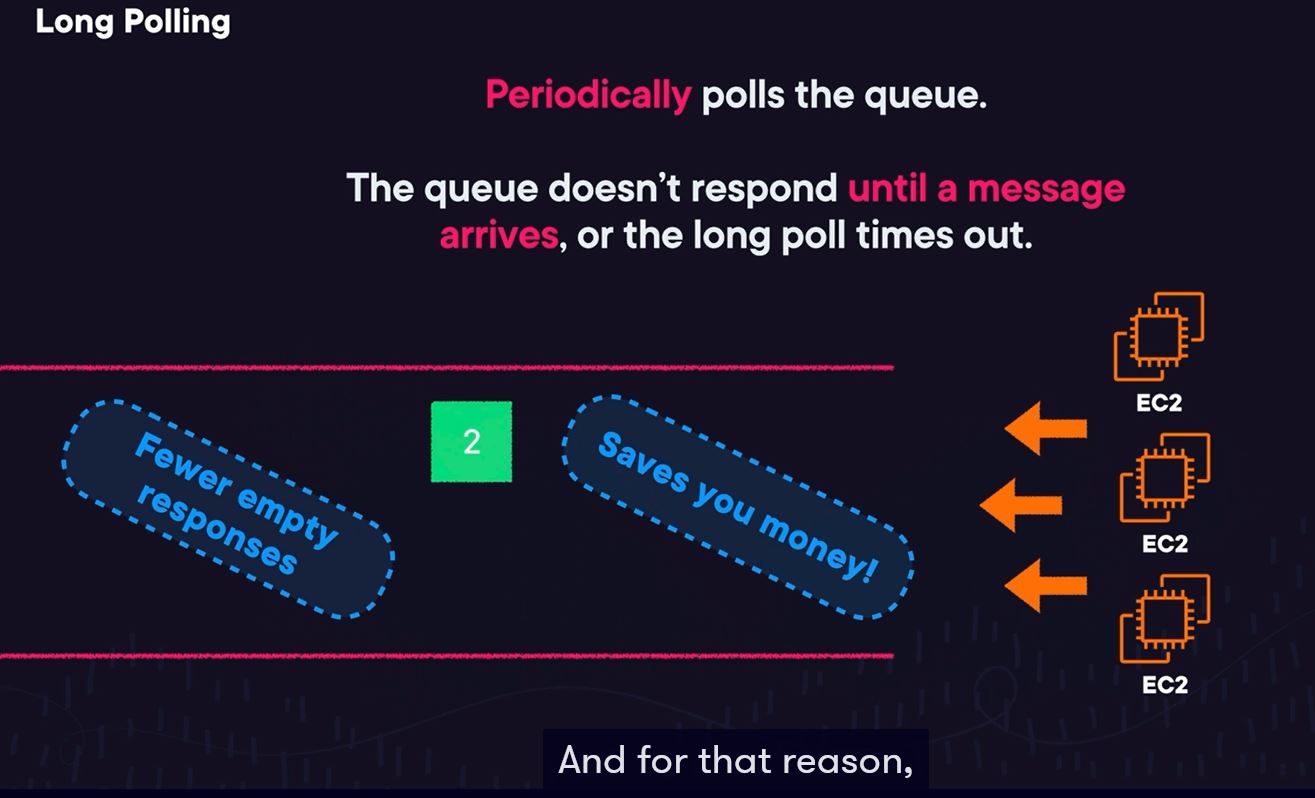 Long Polling
Periodically polls the queue.
The queue doesn’t respond until a message
arrives, or the long poll times out.
EC2
Fewer empty
responses
2
Saves you money!
EC2
EC2
And for that reason,